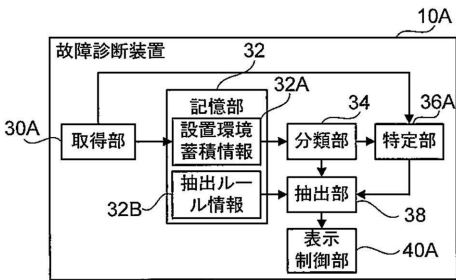 10A
故障診断装置
32
記憶部
32A
34
36A
30A
取得部
設置環境
蓄積情報
分類部
特定部
32B
抽出ルー
ル情報
抽出部
38
表示
制御部
40A